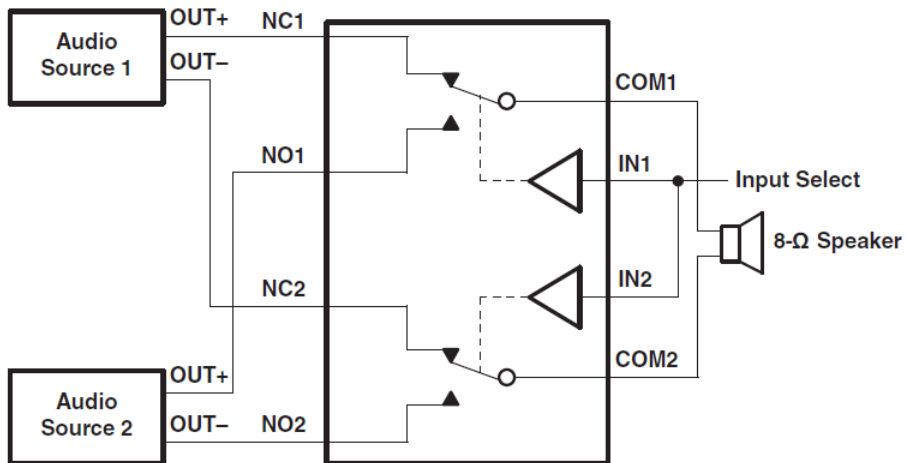 Audio
Source 1
OUT+
OUT–
NC1
COM1
NO1
IN1
Input Select
8-Ω Speaker
NC2
IN2
COM2
Audio
Source 2
OUT+
OUT–
NO2